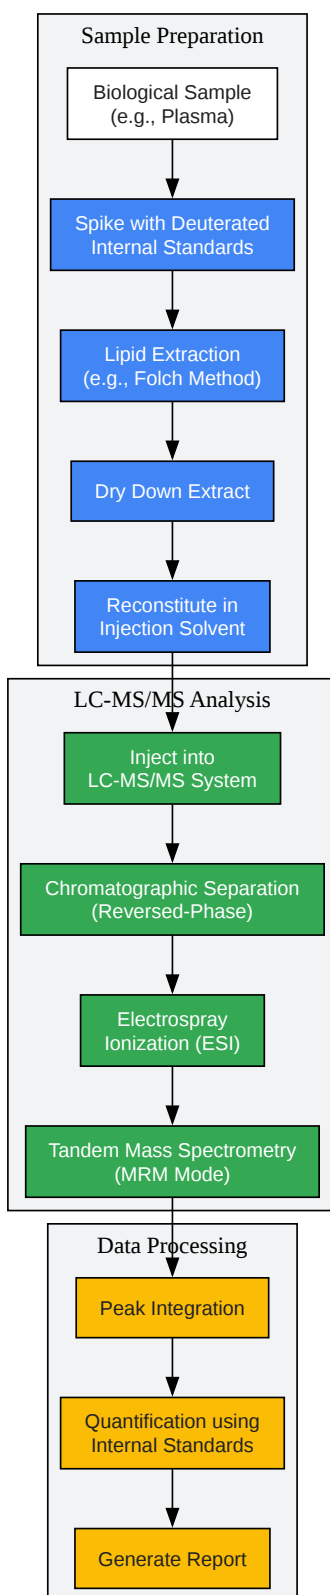 Sample Preparation
Biological Sample
(e.g., Plasma)
Spike with Deuterated
Internal Standards
Lipid Extraction
(e.g., Folch Method)
Dry Down Extract
Reconstitute in
Injection Solvent
LC-MS/MS Analysis
Inject into
LC-MS/MS System
Chromatographic Separation
(Reversed-Phase)
Electrospray
Ionization (ESI)
Tandem Mass Spectrometry
(MRM Mode)
Data Processing
Peak Integration
Quantification using
Internal Standards
Generate Report